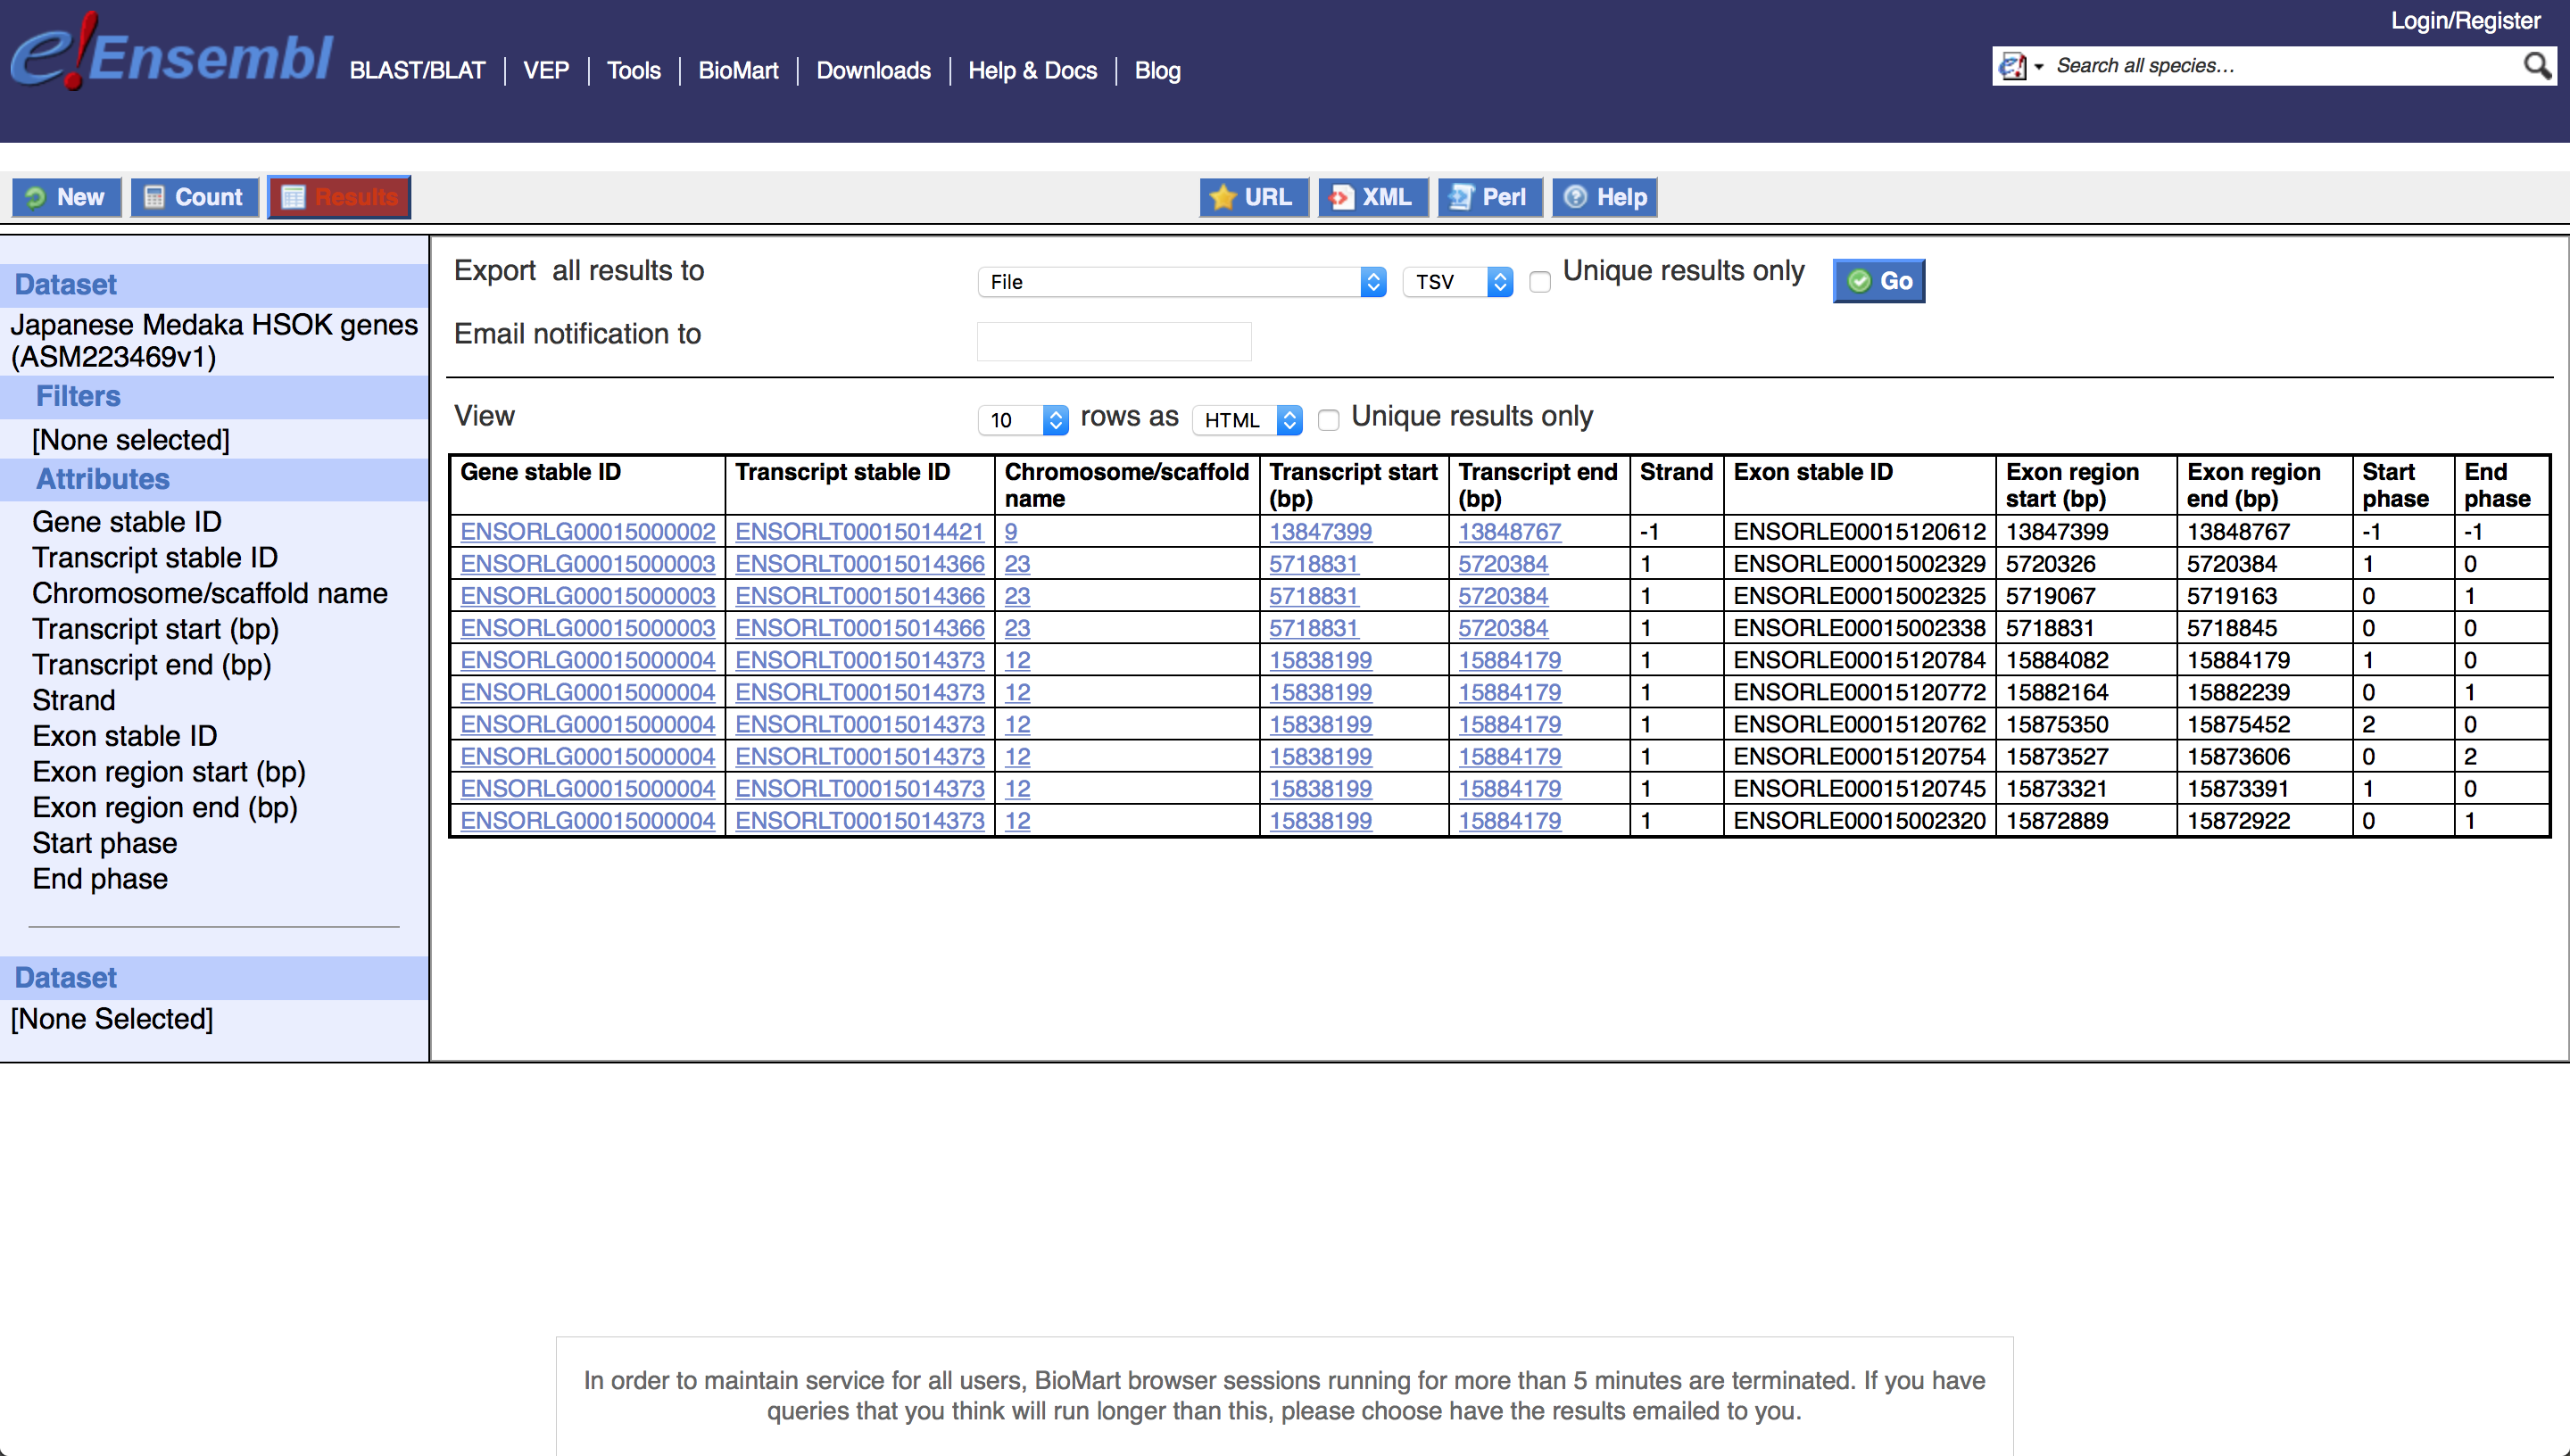 Login/Register
e!Ensembl BLAST/BLAT VEP Tools BioMart Downloads Help & Docs Blog Search all species...
New Count Results URL XML Perl Help
Dataset
Japanese Medaka HSOK genes
(ASM223469v1)
Filters
[None selected]
Attributes
Gene stable ID
Transcript stable ID
Chromosome/scaffold name
Transcript start (bp)
Transcript end (bp)
Strand
Exon stable ID
Exon region start (bp)
Exon region end (bp)
Start phase
End phase
Dataset
[None Selected]
Export all results to File TSV Unique results only Go
Email notification to
View 10 rows as HTML Unique results only
Gene stable ID Transcript stable ID Chromosome/scaffold name Transcript start (bp) Transcript end (bp) Strand Exon stable ID Exon region start (bp) Exon region end (bp) Start phase End phase
ENSORLG00015000002 ENSORLT00015014421 9 13847399 13848767 -1 ENSORLE00015120612 13847399 13848767 -1 -1
ENSORLG00015000003 ENSORLT00015014366 23 5718831 5720384 1 ENSORLE00015002329 5720326 5720384 1 0
ENSORLG00015000003 ENSORLT00015014366 23 5718831 5720384 1 ENSORLE00015002325 5719067 5719163 0 1
ENSORLG00015000003 ENSORLT00015014366 23 5718831 5720384 1 ENSORLE00015002338 5718831 5718845 0 0
ENSORLG00015000004 ENSORLT00015014373 12 15838199 15884179 1 ENSORLE00015120784 15884082 15884179 1 0
ENSORLG00015000004 ENSORLT00015014373 12 15838199 15884179 1 ENSORLE00015120772 15882164 15882239 0 1
ENSORLG00015000004 ENSORLT00015014373 12 15838199 15884179 1 ENSORLE00015120762 15875350 15875452 2 0
ENSORLG00015000004 ENSORLT00015014373 12 15838199 15884179 1 ENSORLE00015120754 15873527 15873606 0 2
ENSORLG00015000004 ENSORLT00015014373 12 15838199 15884179 1 ENSORLE00015120745 15873321 15873391 1 0
ENSORLG00015000004 ENSORLT00015014373 12 15838199 15884179 1 ENSORLE00015002320 15872889 15872922 0 1
In order to maintain service for all users, BioMart browser sessions running for more than 5 minutes are terminated. If you have
queries that you think will run longer than this, please choose have the results emailed to you.